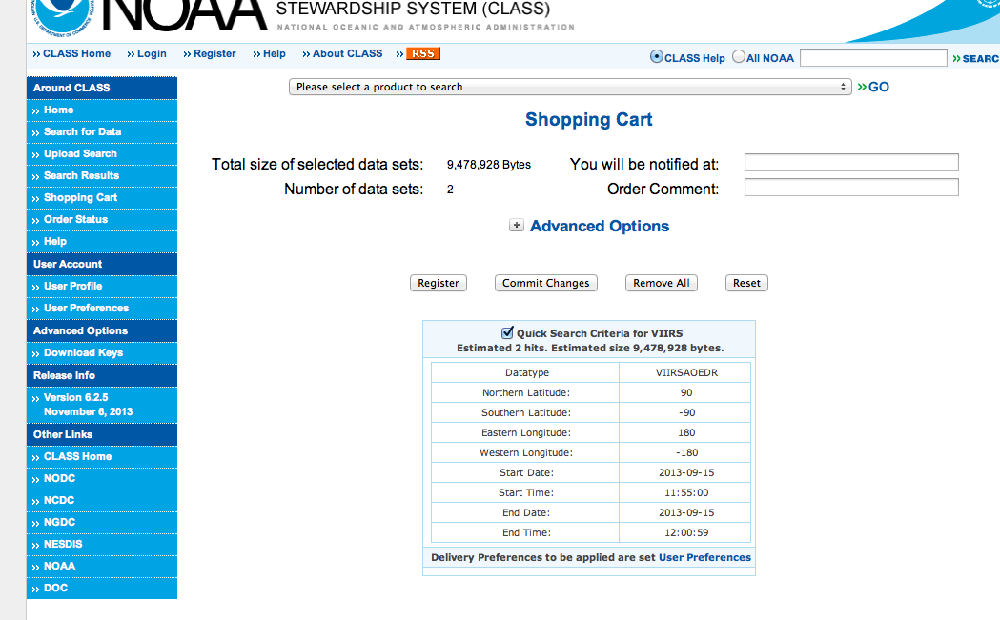 NOAA
STEWARDSHIP SYSTEM (CLASS)
NATIONAL OCEANIC AND ATMOSPHERIC ADMINISTRATION
›› CLASS Home ›› Login ›› Register ›› Help ›› About CLASS ›› RSS
CLASS Help All NOAA ›› SEARC
Please select a product to search ›› GO
Around CLASS
›› Home
›› Search for Data
›› Upload Search
›› Search Results
›› Shopping Cart
›› Order Status
›› Help
User Account
›› User Profile
›› User Preferences
Advanced Options
›› Download Keys
Release Info
›› Version 6.2.5
November 6, 2013
Other Links
›› CLASS Home
›› NODC
›› NCDC
›› NGDC
›› NESDIS
›› NOAA
›› DOC
Shopping Cart
Total size of selected data sets: 9,478,928 Bytes You will be notified at:
Number of data sets: 2 Order Comment:
+ Advanced Options
Register Commit Changes Remove All Reset
Quick Search Criteria for VIIRS
Estimated 2 hits. Estimated size 9,478,928 bytes.
Datatype VIIRSAOEDR
Northern Latitude: 90
Southern Latitude: -90
Eastern Longitude: 180
Western Longitude: -180
Start Date: 2013-09-15
Start Time: 11:55:00
End Date: 2013-09-15
End Time: 12:00:59
Delivery Preferences to be applied are set User Preferences